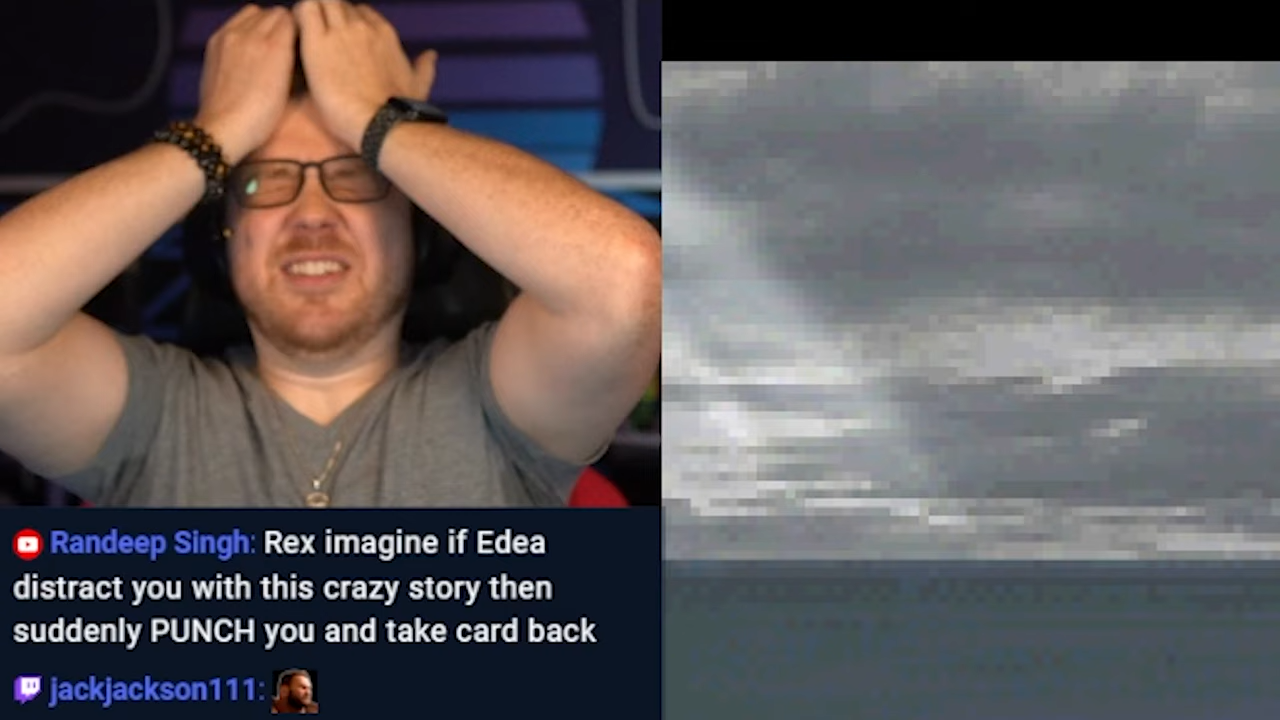 Randeep Singh: Rex imagine if Edea
distract you with this crazy story then
suddenly PUNCH you and take card back
jackjackson111: